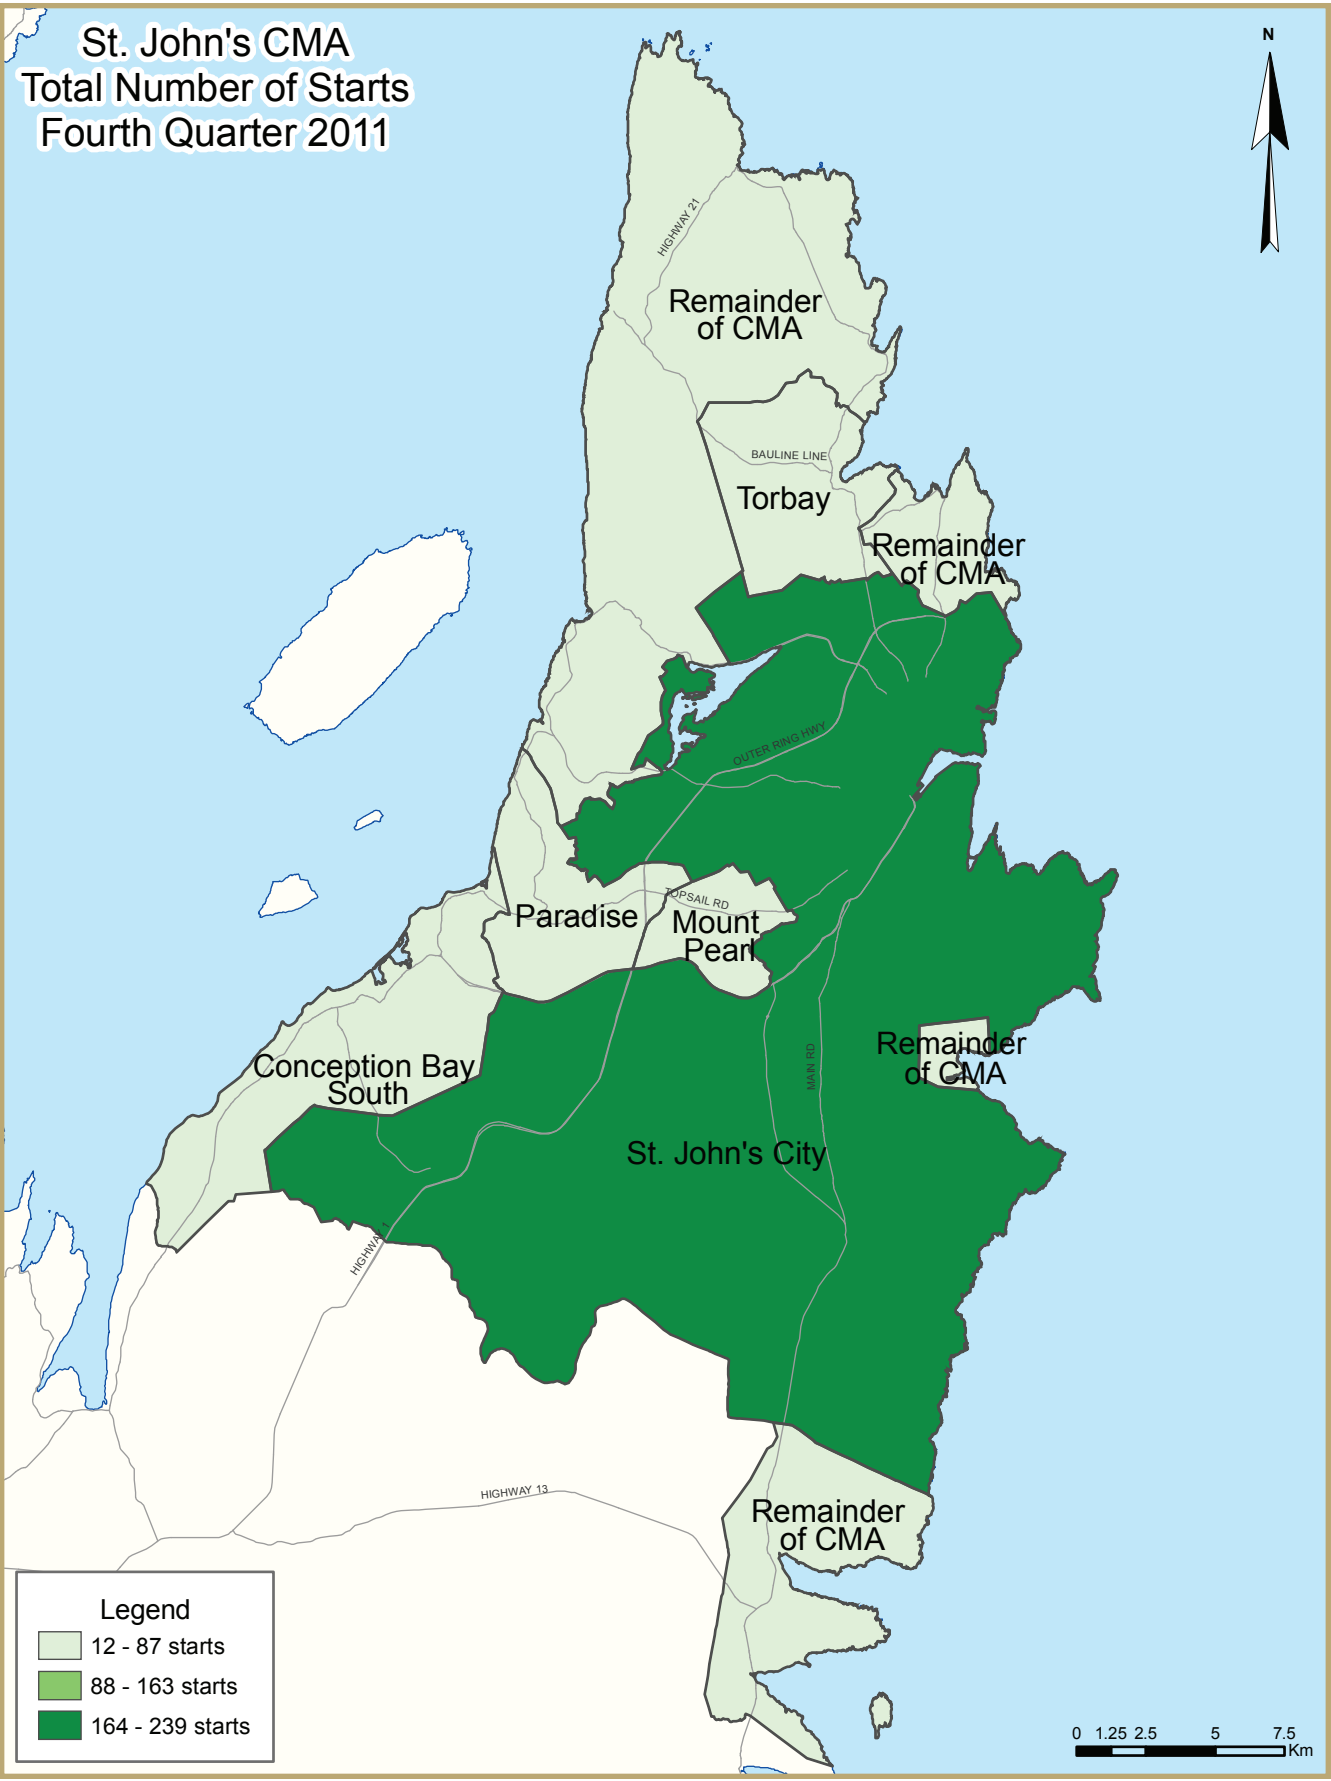 St. John's CMA
Total Number of Starts
Fourth Quarter 2011
N
HIGHWAY 21
Remainder
of CMA
BAULINE LINE
Torbay
Remainder
of CMA
OUTER RING HWY
TOPSAIL RD
Paradise
Mount
Pearl
Remainder
of CMA
MAIN RD
Conception Bay
South
St. John's City
HIGHWAY 1
HIGHWAY 13
Remainder
of CMA
Legend
12 - 87 starts
88 - 163 starts
164 - 239 starts
0 1.25 2.5 5 7.5
Km